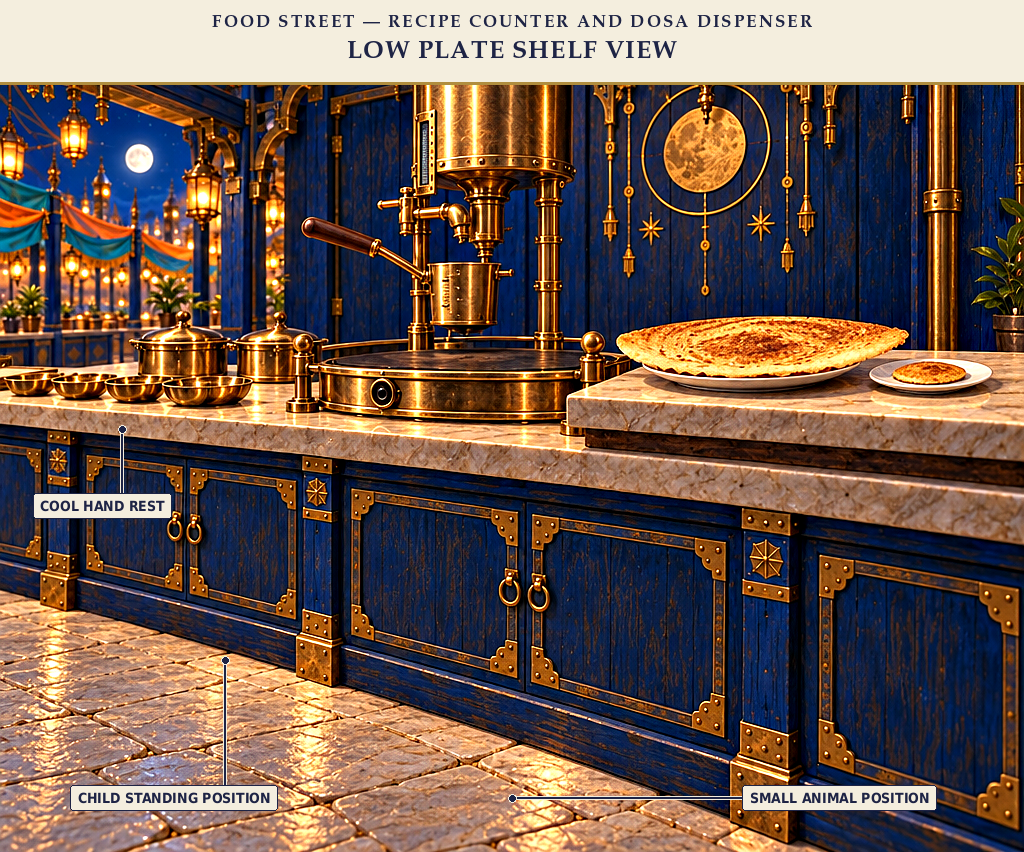 FOOD STREET — RECIPE COUNTER AND DOSA DISPENSER
LOW PLATE SHELF VIEW
COOL HAND REST
CHILD STANDING POSITION
SMALL ANIMAL POSITION